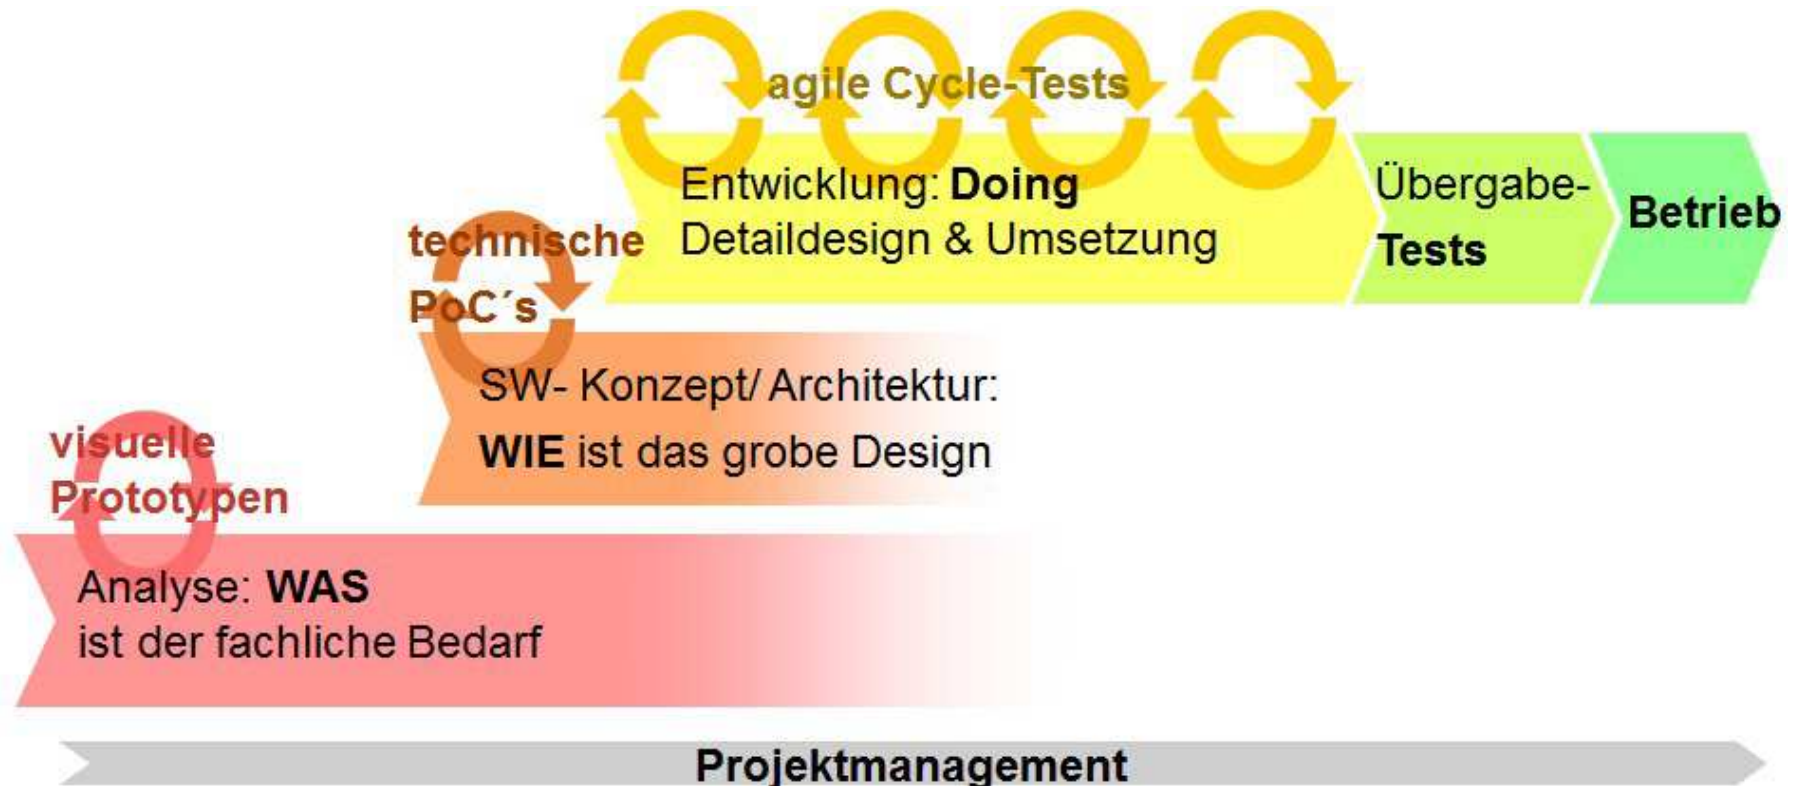 agile Cycle-Tests
Entwicklung: Doing
Detaildesign & Umsetzung
Übergabe-
Tests
Betrieb
technische
PoC´s
SW- Konzept/ Architektur:
WIE ist das grobe Design
visuelle
Prototypen
Analyse: WAS
ist der fachliche Bedarf
Projektmanagement